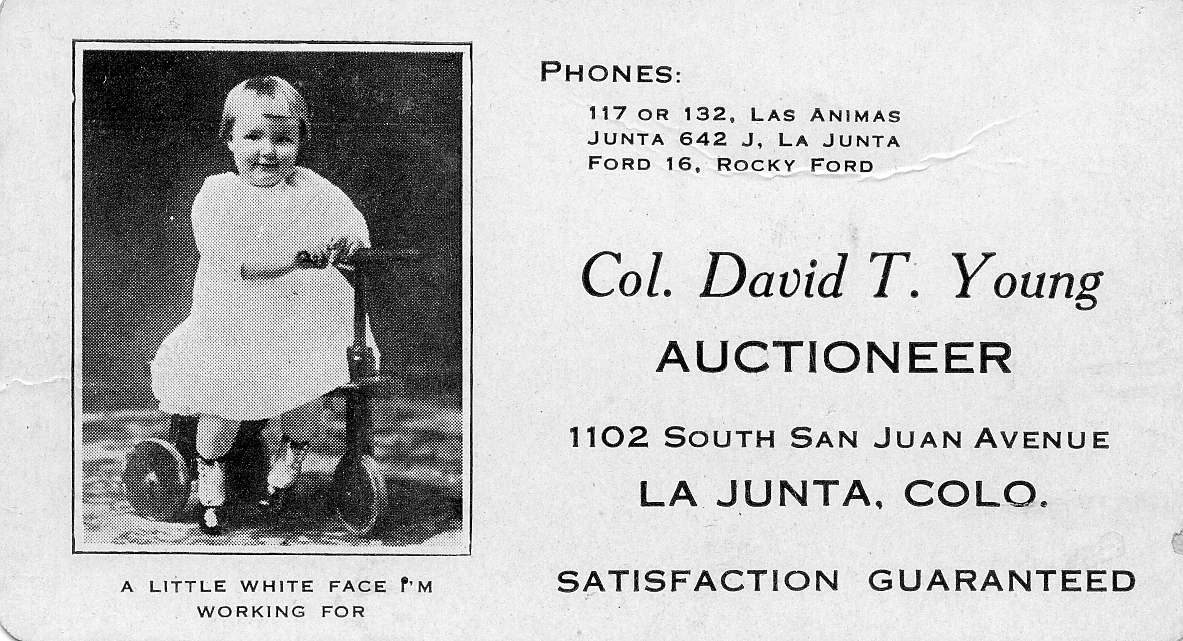 PHONES:
117 OR 132, LAS ANIMAS
JUNTA 642 J, LA JUNTA
FORD 16, ROCKY FORD
Col. David T. Young
AUCTIONEER
1102 SOUTH SAN JUAN AVENUE
LA JUNTA, COLO.
SATISFACTION GUARANTEED
A LITTLE WHITE FACE I'M
WORKING FOR